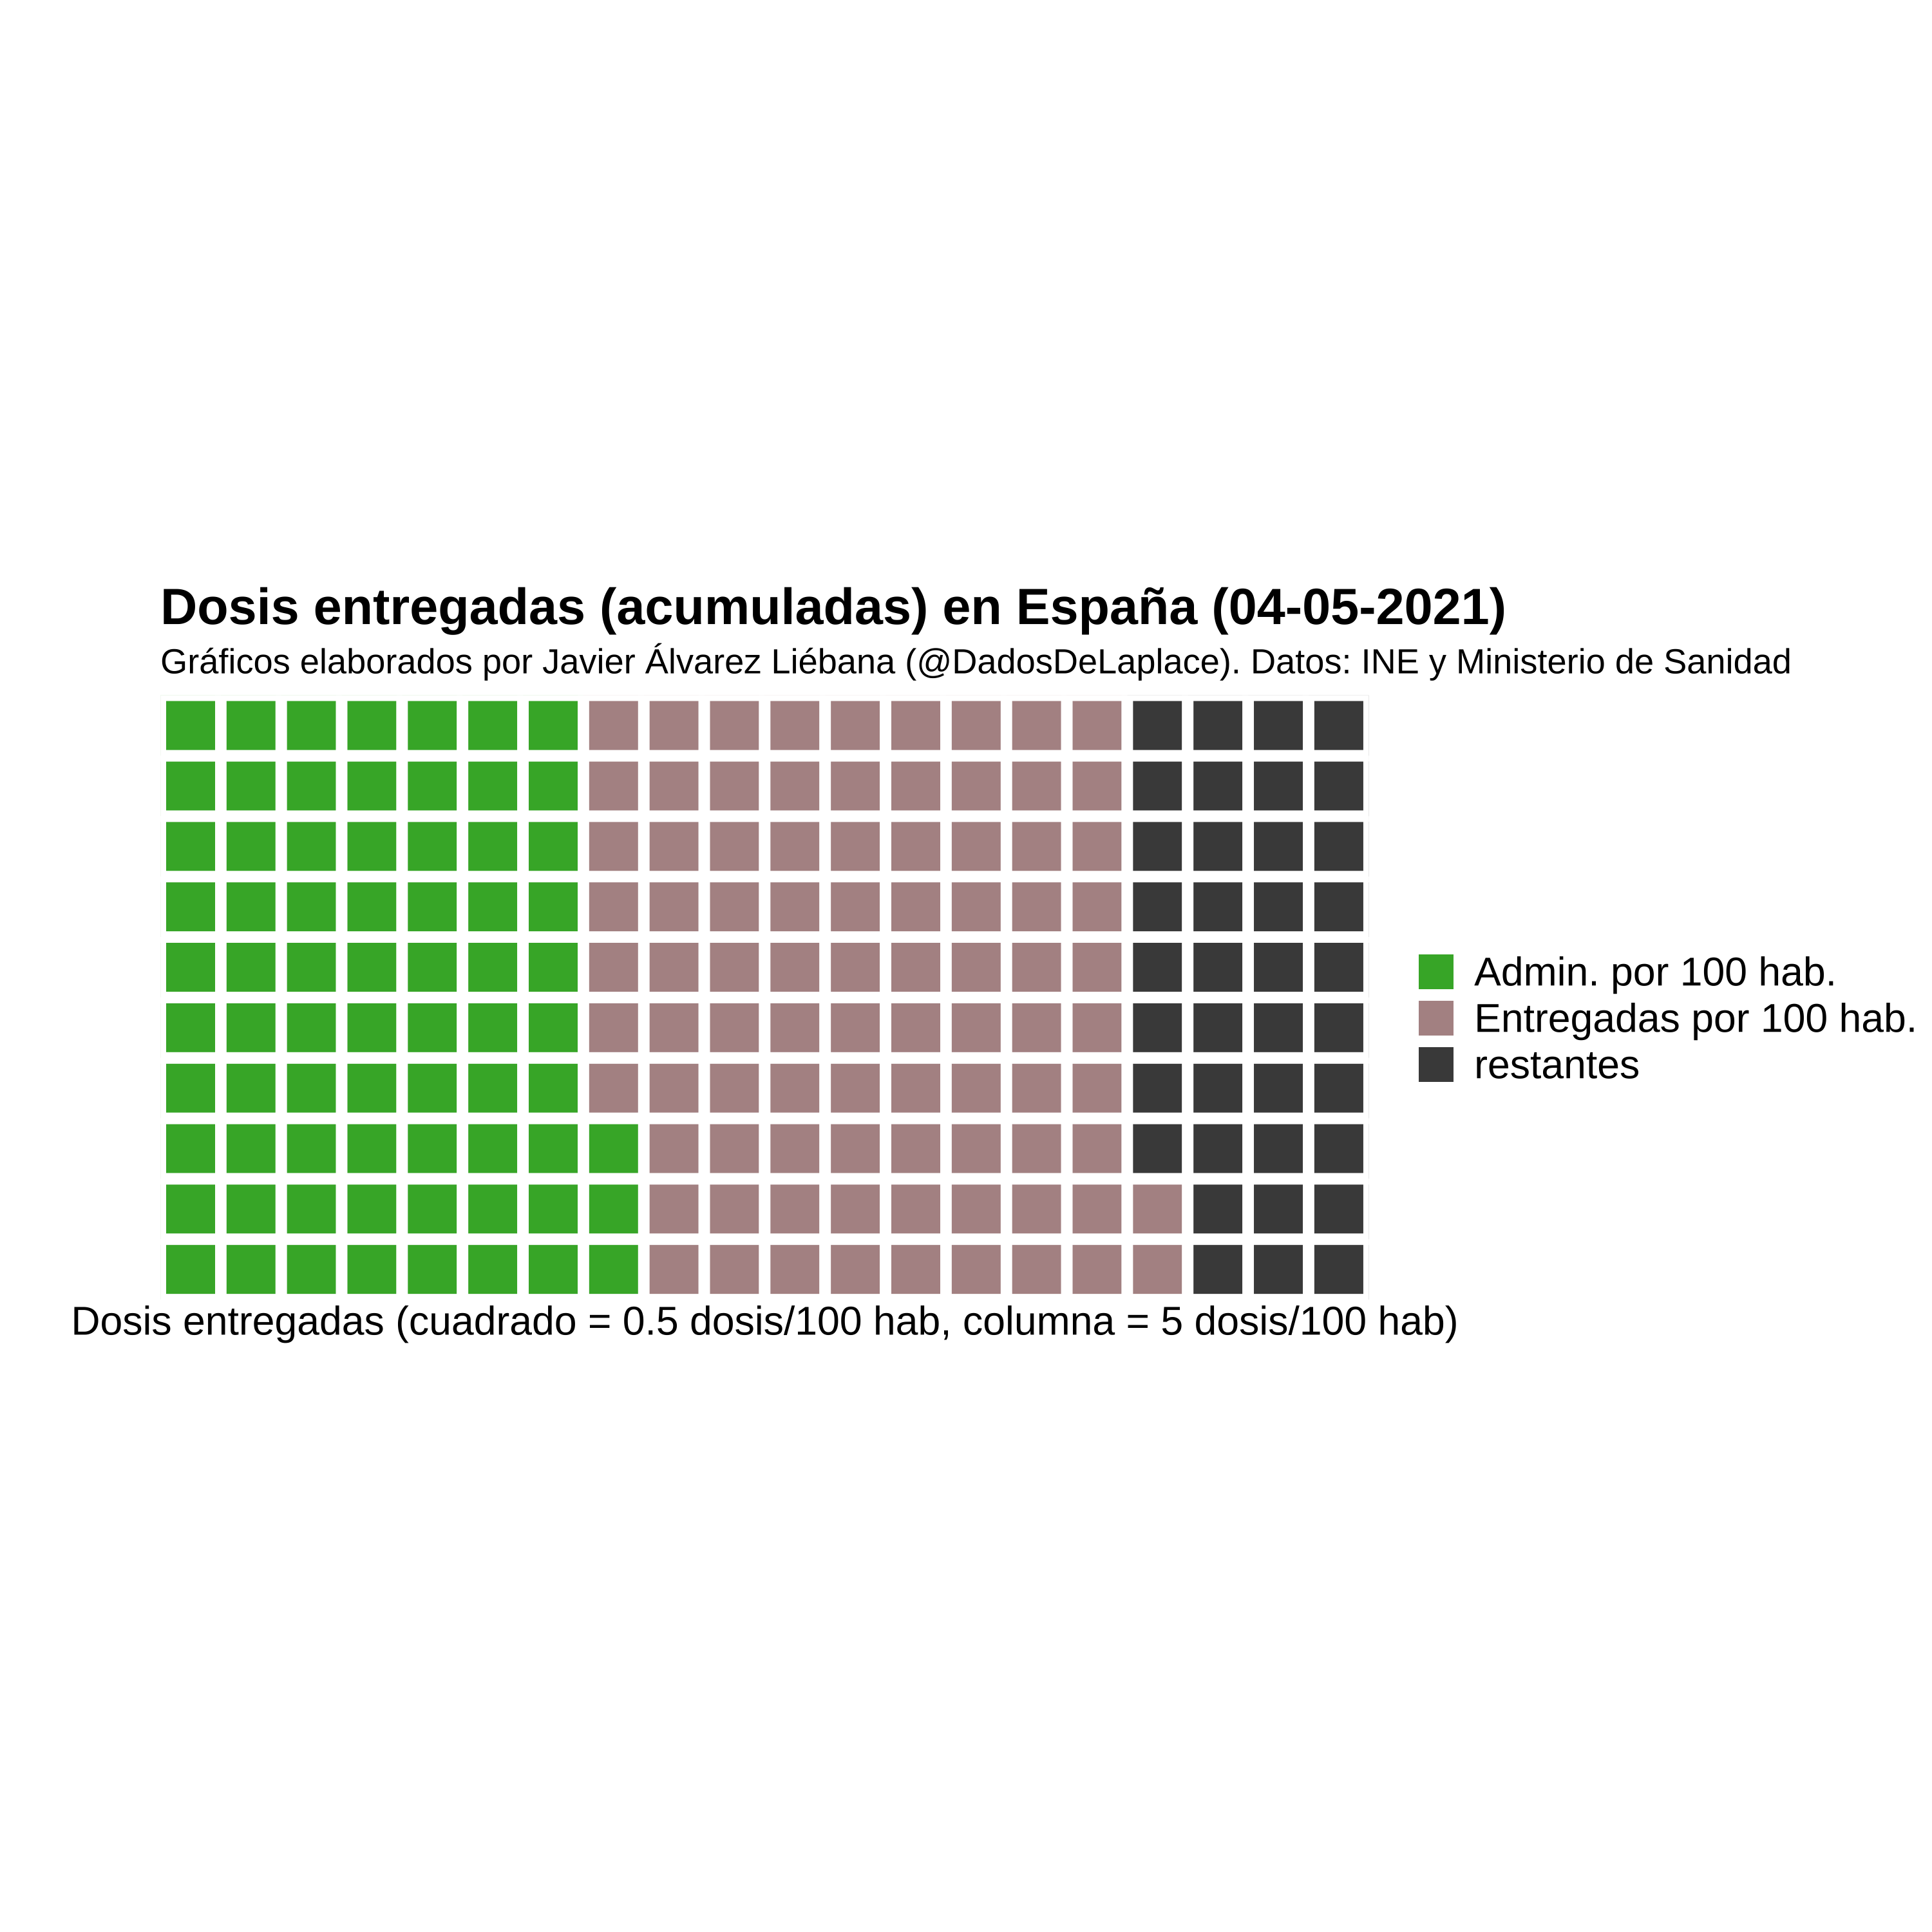 Dosis entregadas (acumuladas) en España (04-05-2021)
Gráficos elaborados por Javier Álvarez Liébana (@DadosDeLaplace). Datos: INE y Ministerio de Sanidad
Admin. por 100 hab.
Entregadas por 100 hab.
restantes
Dosis entregadas (cuadrado = 0.5 dosis/100 hab, columna = 5 dosis/100 hab)